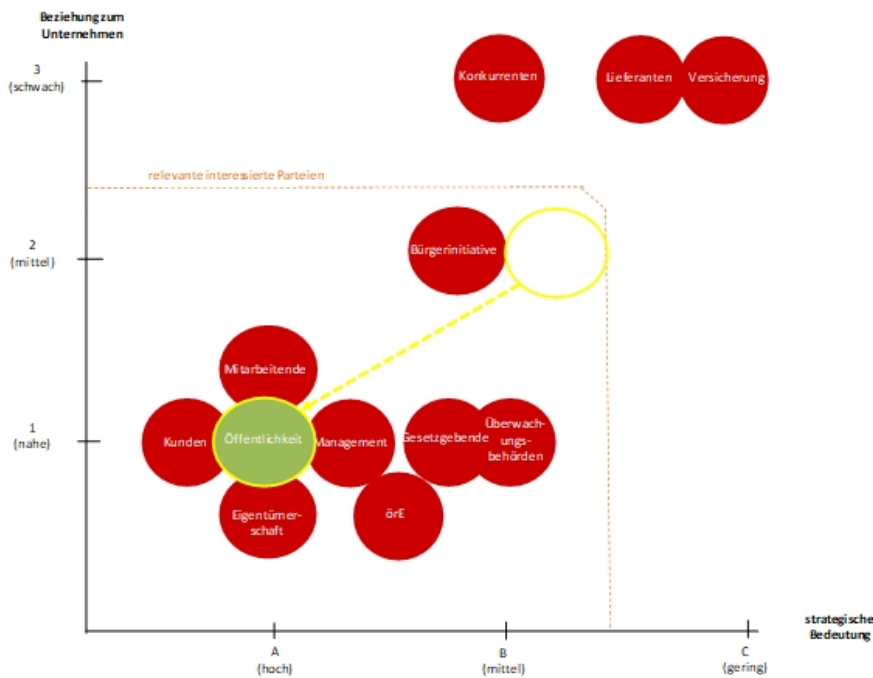 Beziehung zum
Unternehmen
3
(schwach)
Konkurrenten
Lieferanten
Versicherung
relevante interessierte Parteien
2
(mittel)
Bürgerinitiative
Mitarbeitende
1
(nahe)
Kunden
Öffentlichkeit
Management
Gesetzgebende
Überwach-
ungs-
behörden
Eigentümer-
schaft
örE
A
(hoch)
B
(mittel)
C
(gering)
strategische
Bedeutung